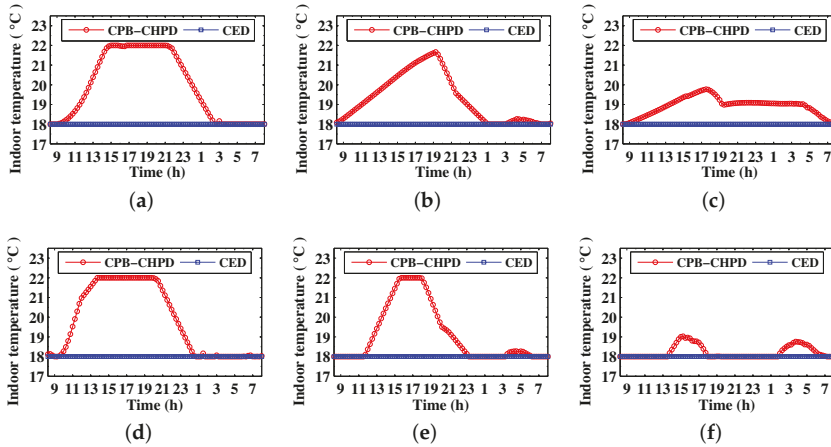 CPB−CHPD CED
Indoor temperature ( °C)
23
22
21
20
19
18
17
9 11 13 15 17 19 21 23 1 3 5 7
Time (h)
(a)
CPB−CHPD CED
Indoor temperature ( °C)
23
22
21
20
19
18
17
9 11 13 15 17 19 21 23 1 3 5 7
Time (h)
(b)
CPB−CHPD CED
Indoor temperature ( °C)
23
22
21
20
19
18
17
9 11 13 15 17 19 21 23 1 3 5 7
Time (h)
(c)
CPB−CHPD CED
Indoor temperature ( °C)
23
22
21
20
19
18
17
9 11 13 15 17 19 21 23 1 3 5 7
Time (h)
(d)
CPB−CHPD CED
Indoor temperature ( °C)
23
22
21
20
19
18
17
9 11 13 15 17 19 21 23 1 3 5 7
Time (h)
(e)
CPB−CHPD CED
Indoor temperature ( °C)
23
22
21
20
19
18
17
9 11 13 15 17 19 21 23 1 3 5 7
Time (h)
(f)